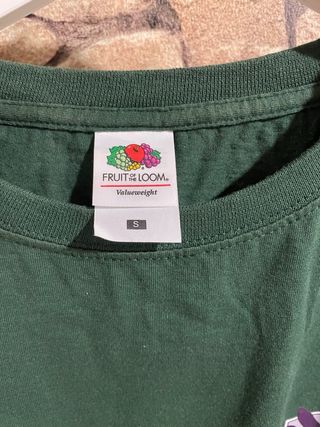 FRUIT OF THE LOOM®
Valueweight
S